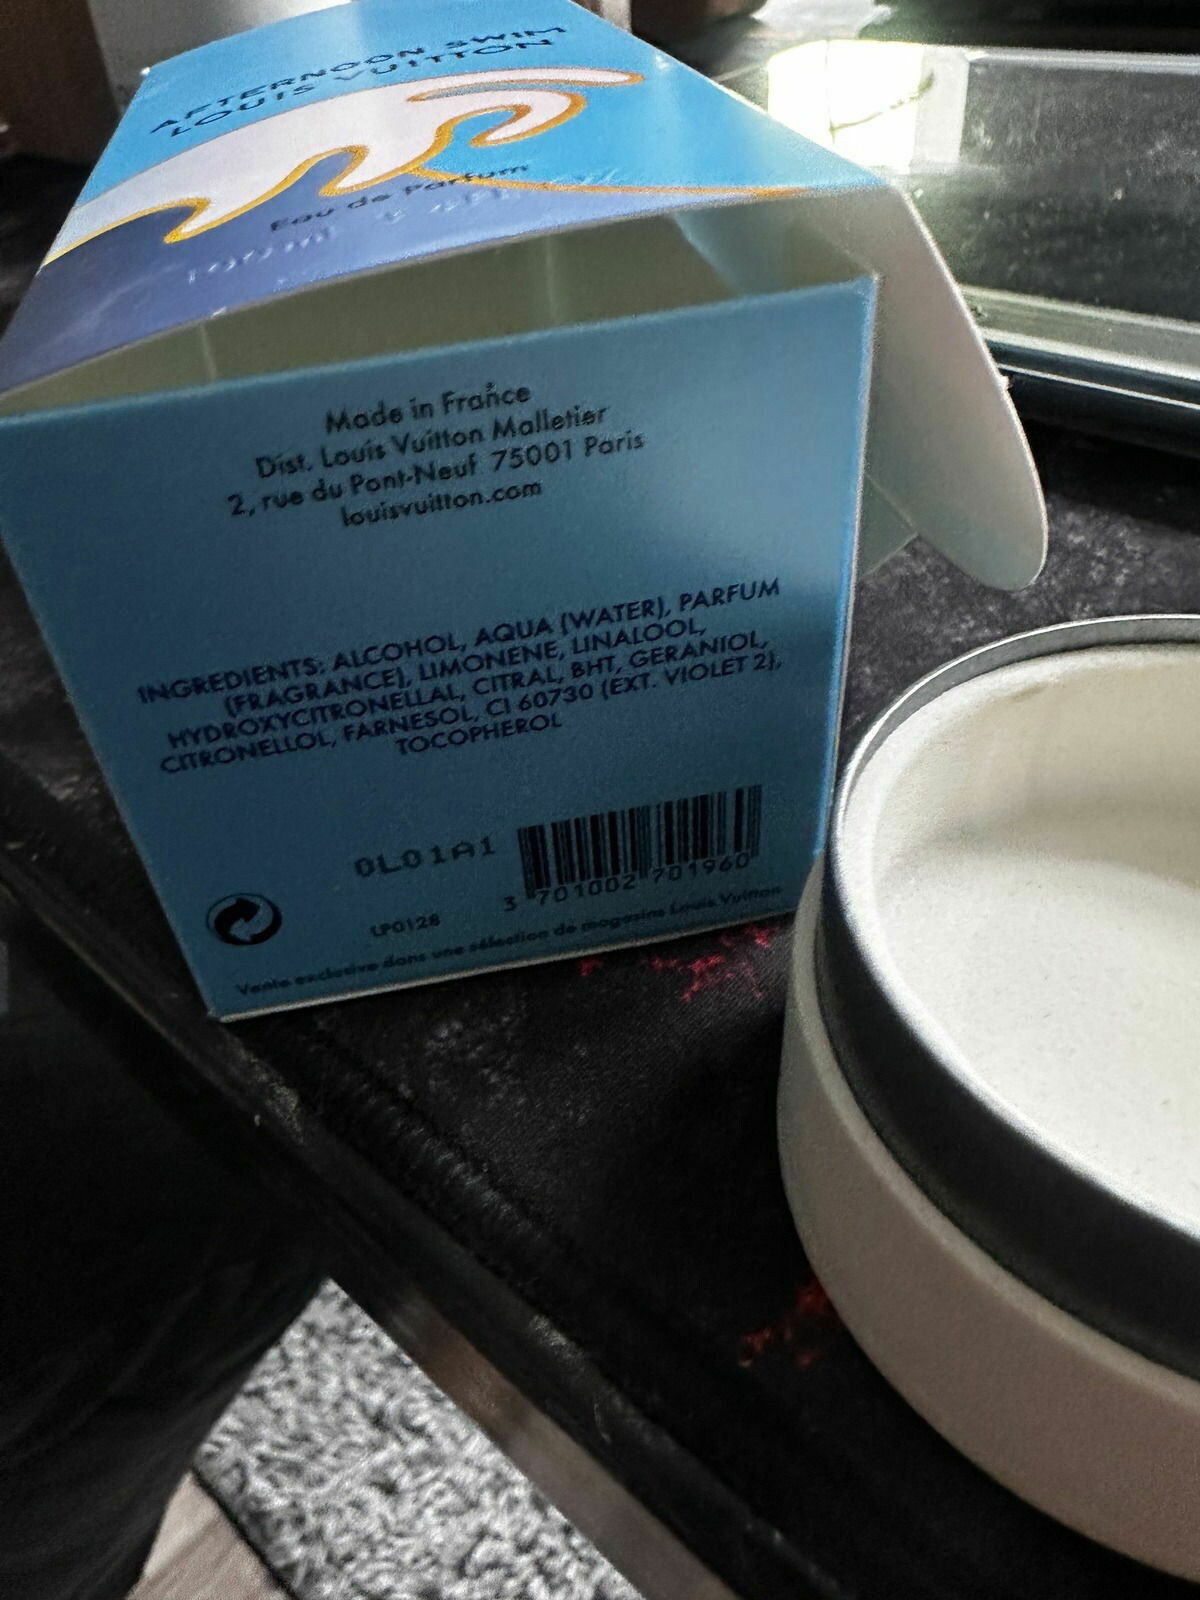 AFTERNOON SWIM
LOUIS VUITTON
Eau de Parfum
100 ml
Made in France
Dist. Louis Vuitton Malletier
2, rue du Pont-Neuf 75001 Paris
louisvuitton.com
INGREDIENTS: ALCOHOL, AQUA (WATER), PARFUM
(FRAGRANCE), LIMONENE, LINALOOL,
HYDROXYCITRONELLAL, CITRAL, BHT, GERANIOL,
CITRONELLOL, FARNESOL, CI 60730 (EXT. VIOLET 2),
TOCOPHEROL
0L01A1
3 701002 701960
LP0128
Vente exclusive dans une sélection de magasins Louis Vuitton